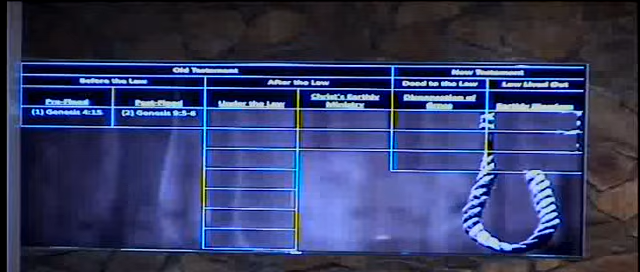 Old Testament
New Testament
Before the Law
After the Law
Dead to the Law
Law Lived Out
Pre-Flood
Post-Flood
Under the Law
Christ's Earthly
Ministry
Dispensation of
Grace
Earthly Kingdom
(1) Genesis 4:15
(2) Genesis 9:5-6